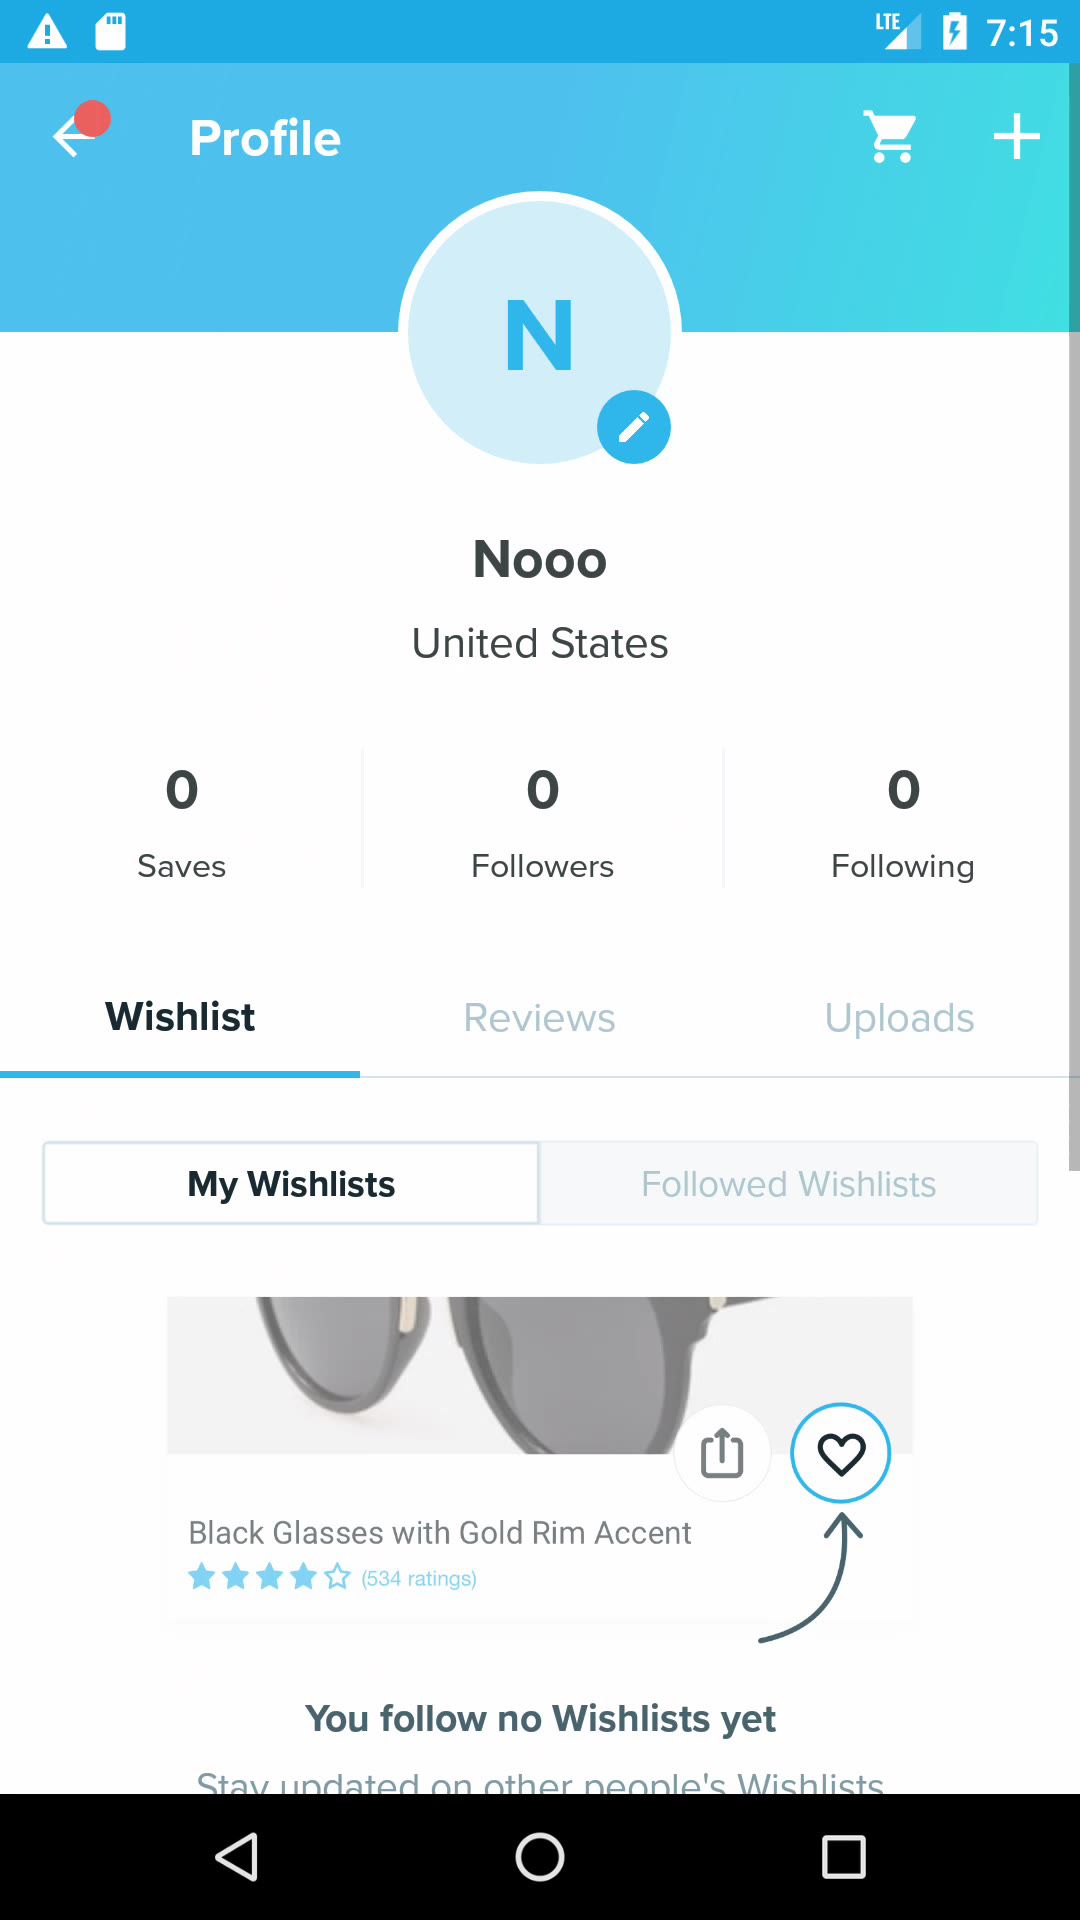 LTE 7:15
Profile
N
Nooo
United States
0 0 0
Saves Followers Following
Wishlist Reviews Uploads
My Wishlists Followed Wishlists
Black Glasses with Gold Rim Accent
(534 ratings)
You follow no Wishlists yet
Stay updated on other people's Wishlists